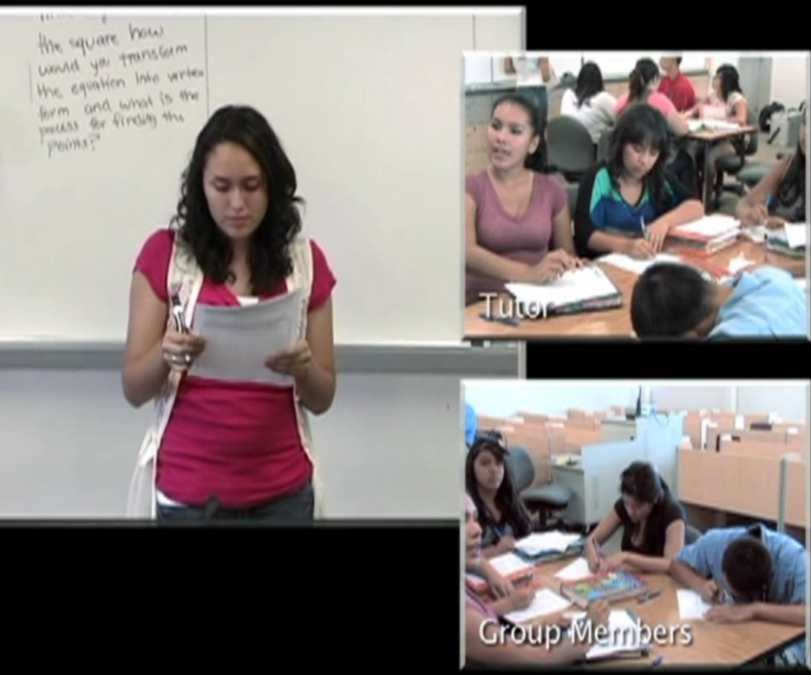 the square how
would you transform
the equation into vertex
form and what is the
process for finding the
points?
Tutor
Group Members